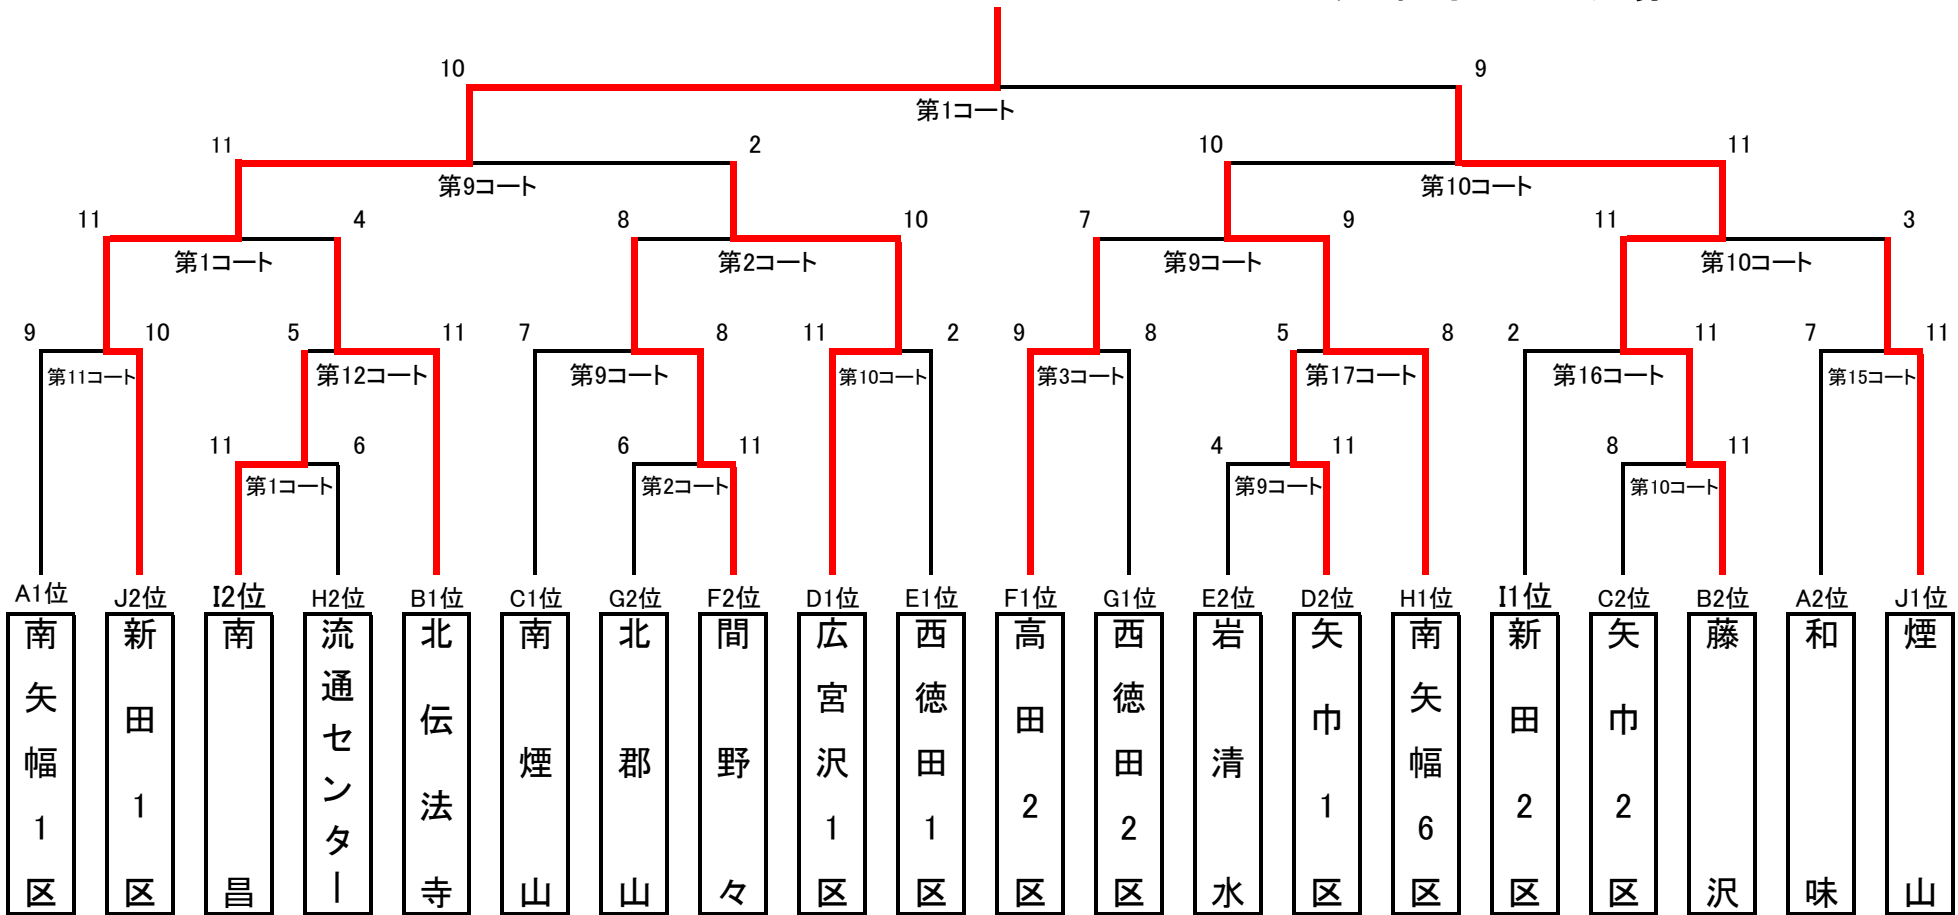 10 9
第1コート
11 2 10 11
第9コート 第10コート
11 4 8 10 7 9 11 3
第1コート 第2コート 第9コート 第10コート
9 10 5 11 7 8 11 2 9 8 5 8 2 11 7 11
第11コート 第12コート 第9コート 第10コート 第3コート 第17コート 第16コート 第15コート
11 6 6 11 4 11 8 11
第1コート 第2コート 第9コート 第10コート
A1位 J2位 I2位 H2位 B1位 C1位 G2位 F2位 D1位 E1位 F1位 G1位 E2位 D2位 H1位 I1位 C2位 B2位 A2位 J1位
南矢幅1区
新田1区
南昌
流通センター
北伝法寺
南煙山
北郡山
間野々
広宮沢1区
西徳田1区
高田2区
西徳田2区
岩清水
矢巾1区
南矢幅6区
新田2区
矢巾2区
藤沢
和味
煙山